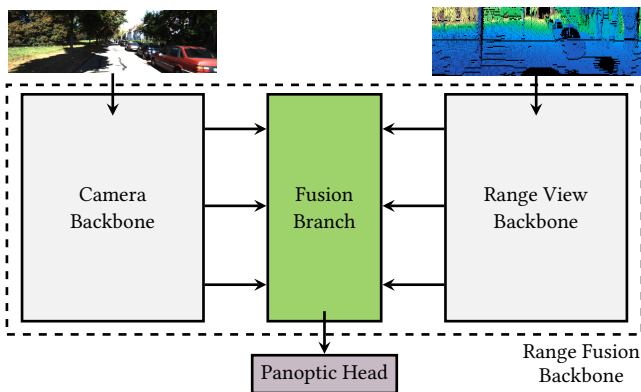 Camera
Backbone
Fusion
Branch
Range View
Backbone
Range Fusion
Backbone
Panoptic Head